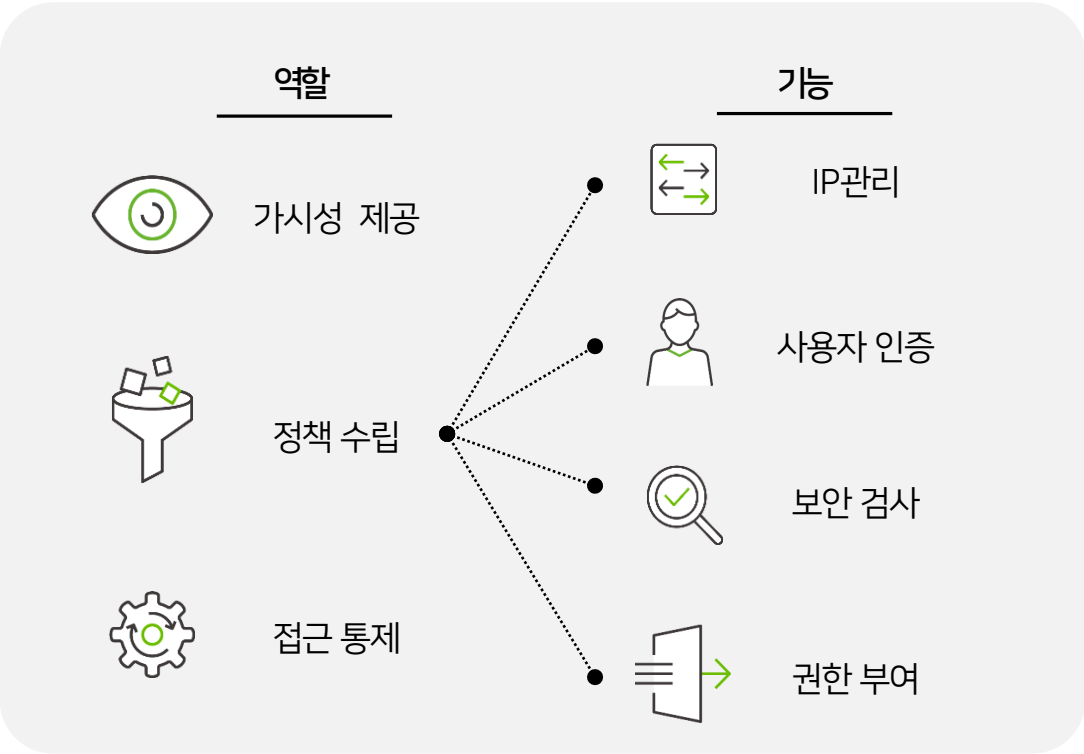 역할
가시성 제공
정책 수립
접근 통제
기능
IP관리
사용자 인증
보안 검사
권한 부여